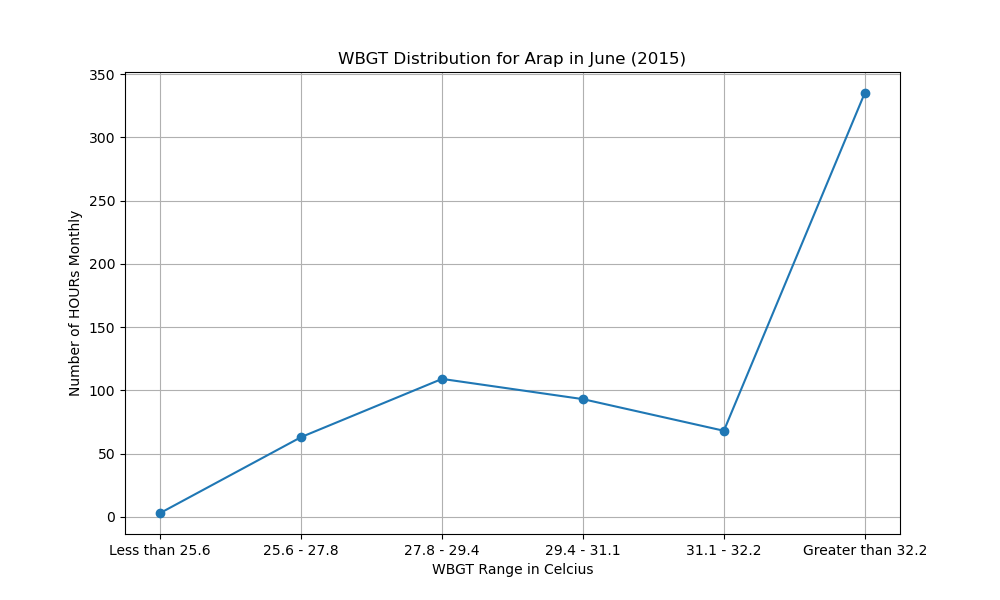 WBGT Distribution for Arap in June (2015)
350
300
250
200
150
100
50
0
Number of HOURs Monthly
Less than 25.6
25.6 - 27.8
27.8 - 29.4
29.4 - 31.1
31.1 - 32.2
Greater than 32.2
WBGT Range in Celcius